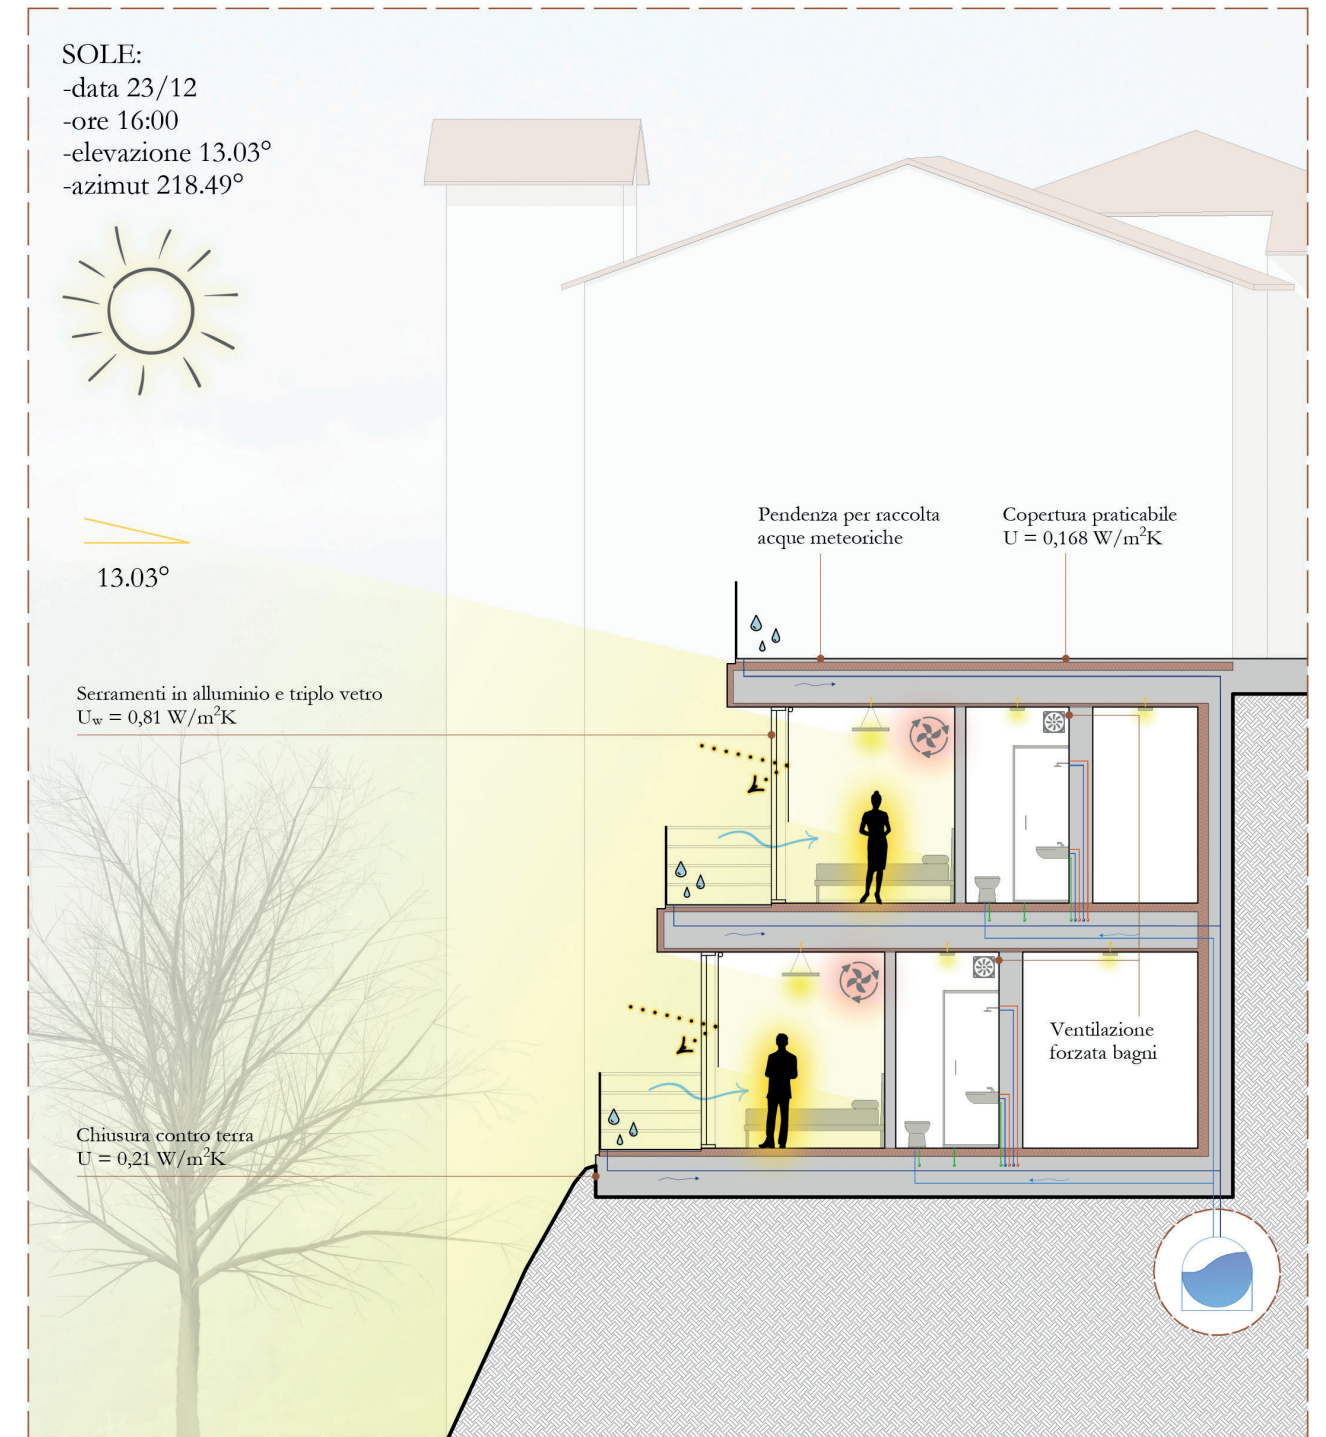 SOLE:
-data 23/12
-ore 16:00
-elevazione 13.03°
-azimut 218.49°
13.03°
Pendenza per raccolta
acque meteoriche
Copertura praticabile
U = 0,168 W/m²K
Serramenti in alluminio e triplo vetro
Uw = 0,81 W/m²K
Ventilazione
forzata bagni
Chiusura contro terra
U = 0,21 W/m²K